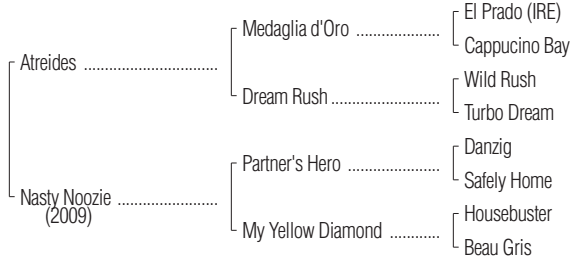 El Prado (IRE)
Medaglia d'Oro ....................
Cappucino Bay
Atreides ................................
Wild Rush
Dream Rush ..........................
Turbo Dream
Danzig
Partner's Hero ......................
Safely Home
Nasty Noozie ........................
(2009)
Housebuster
My Yellow Diamond ............
Beau Gris